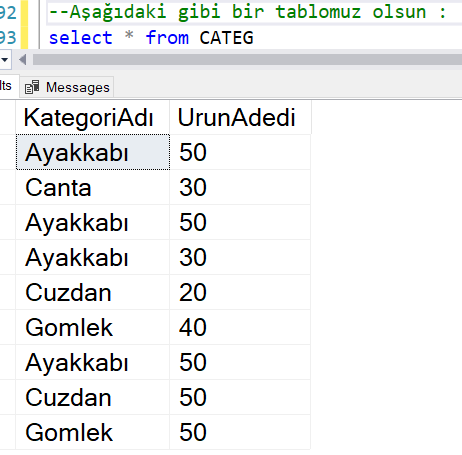 92 --Aşağıdaki gibi bir tablomuz olsun :
93 select * from CATEG
lts Messages
KategoriAdı UrunAdedi
Ayakkabı 50
Canta 30
Ayakkabı 50
Ayakkabı 30
Cuzdan 20
Gomlek 40
Ayakkabı 50
Cuzdan 50
Gomlek 50